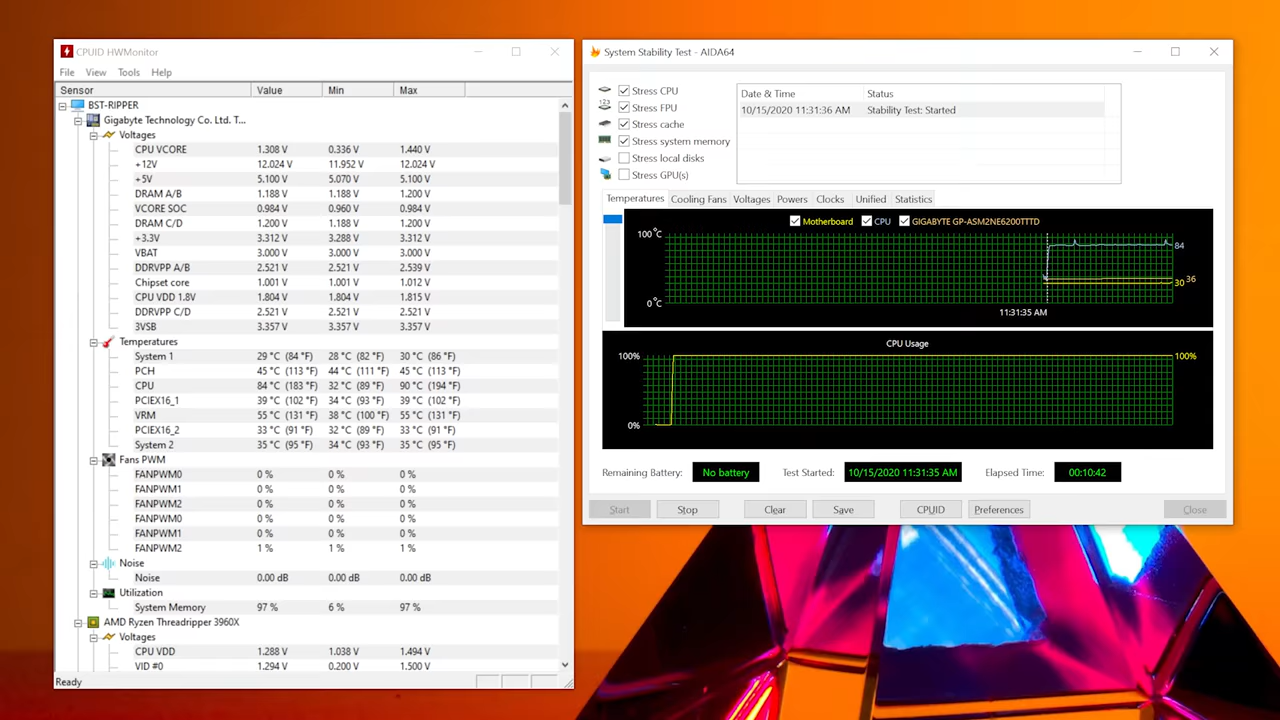 CPUID HWMonitor
File View Tools Help
Sensor Value Min Max
BST-RIPPER
Gigabyte Technology Co. Ltd. T...
Voltages
CPU VCORE 1.308 V 0.336 V 1.440 V
+12V 12.024 V 11.952 V 12.024 V
+5V 5.100 V 5.070 V 5.100 V
DRAM A/B 1.188 V 1.188 V 1.200 V
VCORE SOC 0.984 V 0.960 V 0.984 V
DRAM C/D 1.200 V 1.188 V 1.200 V
+3.3V 3.312 V 3.288 V 3.312 V
VBAT 3.000 V 3.000 V 3.000 V
DDRVPP A/B 2.521 V 2.521 V 2.539 V
Chipset core 1.001 V 1.001 V 1.012 V
CPU VDD 1.8V 1.804 V 1.804 V 1.815 V
DDRVPP C/D 2.521 V 2.521 V 2.521 V
3VSB 3.357 V 3.357 V 3.357 V
Temperatures
System 1 29 °C (84 °F) 28 °C (82 °F) 30 °C (86 °F)
PCH 45 °C (113 °F) 44 °C (111 °F) 45 °C (113 °F)
CPU 84 °C (183 °F) 32 °C (89 °F) 90 °C (194 °F)
PCIEX16_1 39 °C (102 °F) 34 °C (93 °F) 39 °C (102 °F)
VRM 55 °C (131 °F) 38 °C (100 °F) 55 °C (131 °F)
PCIEX16_2 33 °C (91 °F) 32 °C (89 °F) 33 °C (91 °F)
System 2 35 °C (95 °F) 34 °C (93 °F) 35 °C (95 °F)
Fans PWM
FANPWM0 0 % 0 % 0 %
FANPWM1 0 % 0 % 0 %
FANPWM2 0 % 0 % 0 %
FANPWM0 0 % 0 % 0 %
FANPWM1 0 % 0 % 0 %
FANPWM2 1 % 1 % 1 %
Noise
Noise 0.00 dB 0.00 dB 0.00 dB
Utilization
System Memory 97 % 6 % 97 %
AMD Ryzen Threadripper 3960X
Voltages
CPU VDD 1.288 V 1.038 V 1.494 V
VID #0 1.294 V 0.200 V 1.500 V
Ready
System Stability Test - AIDA64
Stress CPU
123 Stress FPU
Stress cache
Stress system memory
Stress local disks
Stress GPU(s)
Date & Time Status
10/15/2020 11:31:36 AM Stability Test: Started
Temperatures Cooling Fans Voltages Powers Clocks Unified Statistics
Motherboard CPU GIGABYTE GP-ASM2NE6200TTTD
100°C
84
36
30
0°C
11:31:35 AM
CPU Usage
100% 100%
0%
Remaining Battery: No battery Test Started: 10/15/2020 11:31:35 AM Elapsed Time: 00:10:42
Start Stop Clear Save CPUID Preferences Close